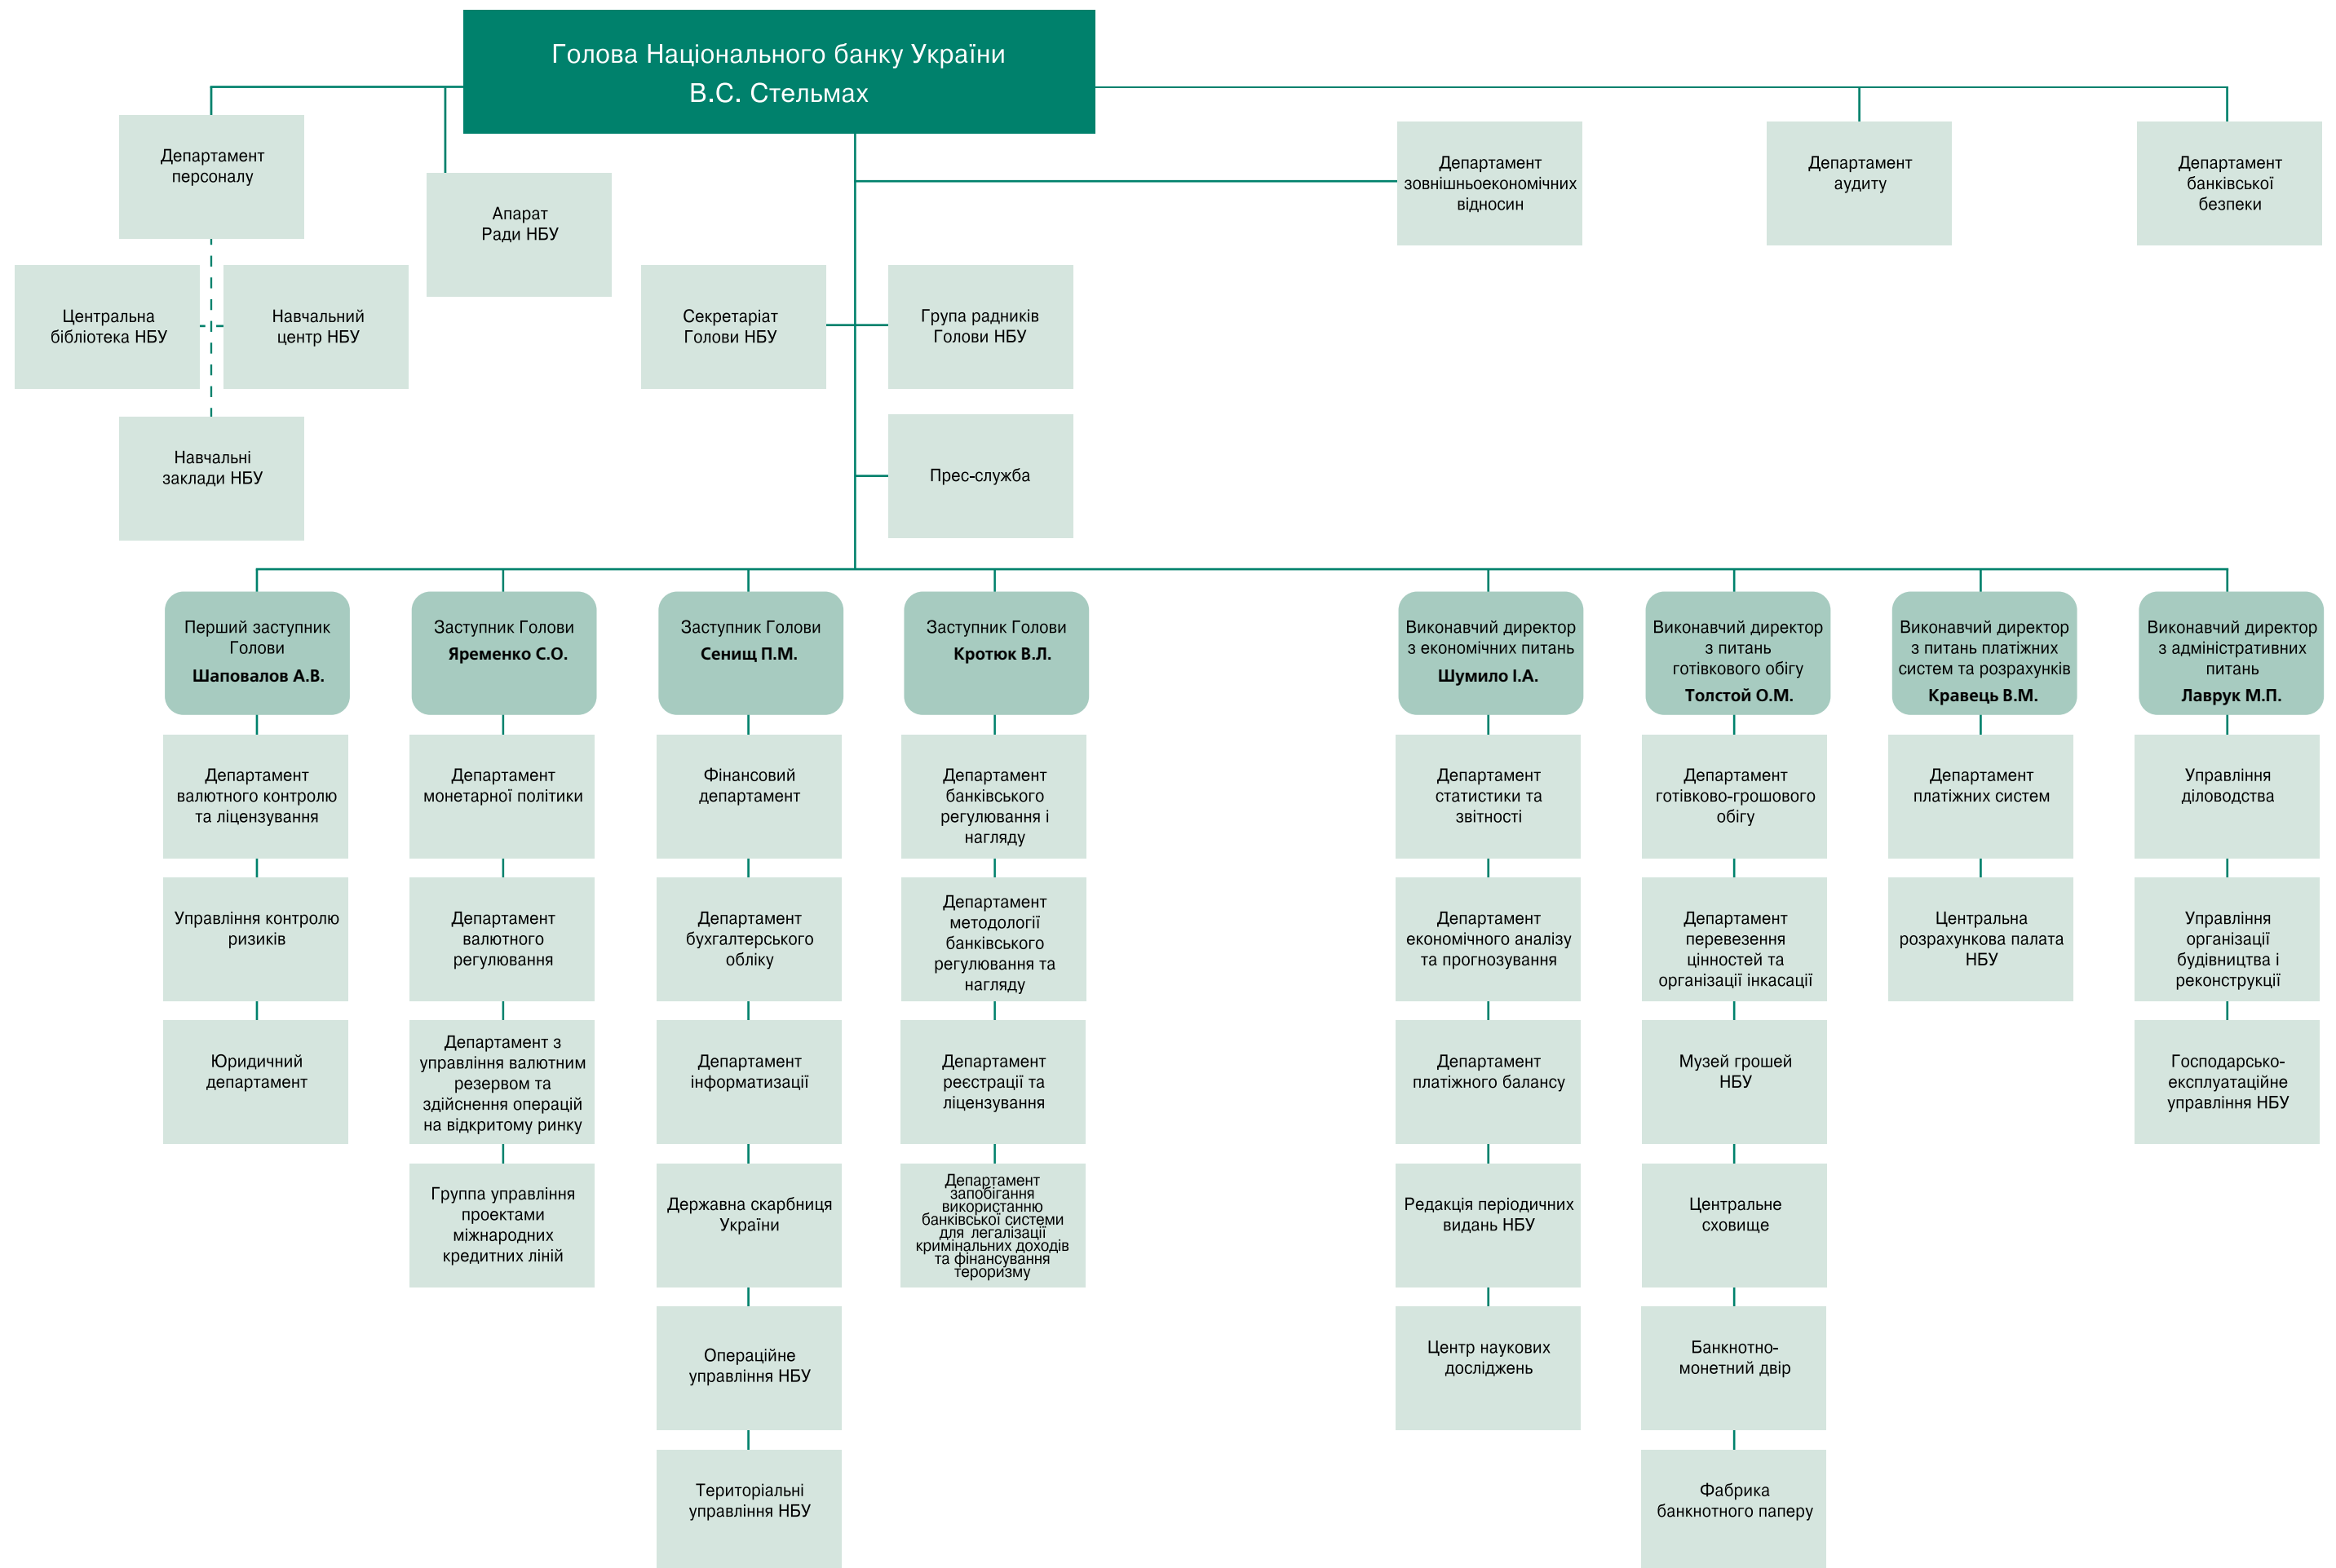 Голова Національного банку України
В.С. Стельмах
Департамент
персоналу
Апарат
Ради НБУ
Департамент
зовнішньоекономічних
відносин
Департамент
аудиту
Департамент
банківської
безпеки
Центральна
бібліотека НБУ
Навчальний
центр НБУ
Секретаріат
Голови НБУ
Група радників
Голови НБУ
Навчальні
заклади НБУ
Прес-служба
Перший заступник
Голови
Шаповалов А.В.
Заступник Голови
Яременко С.О.
Заступник Голови
Сенищ П.М.
Заступник Голови
Кротюк В.Л.
Виконавчий директор
з економічних питань
Шумило І.А.
Виконавчий директор
з питань
готівкового обігу
Толстой О.М.
Виконавчий директор
з питань платіжних
систем та розрахунків
Кравець В.М.
Виконавчий директор
з адміністративних
питань
Лаврук М.П.
Департамент
валютного контролю
та ліцензування
Департамент
монетарної політики
Фінансовий
департамент
Департамент
банківського
регулювання і
нагляду
Департамент
статистики та
звітності
Департамент
готівково-грошового
обігу
Департамент
платіжних систем
Управління
діловодства
Управління контролю
ризиків
Департамент
валютного
регулювання
Департамент
бухгалтерського
обліку
Департамент
методології
банківського
регулювання та
нагляду
Департамент
економічного аналізу
та прогнозування
Департамент
перевезення
цінностей та
організації інкасації
Центральна
розрахункова палата
НБУ
Управління
організації
будівництва і
реконструкції
Юридичний
департамент
Департамент з
управління валютним
резервом та
здійснення операцій
на відкритому ринку
Департамент
інформатизації
Департамент
реєстрації та
ліцензування
Департамент
платіжного балансу
Музей грошей
НБУ
Господарсько-
експлуатаційне
управління НБУ
Группа управління
проектами
міжнародних
кредитних ліній
Державна скарбниця
України
Департамент
запобігання
використанню
банківської системи
для легалізації
кримінальних доходів
та фінансування
тероризму
Редакція періодичних
видань НБУ
Центральне
сховище
Операційне
управління НБУ
Центр наукових
досліджень
Банкнотно-
монетний двір
Територіальні
управління НБУ
Фабрика
банкнотного паперу